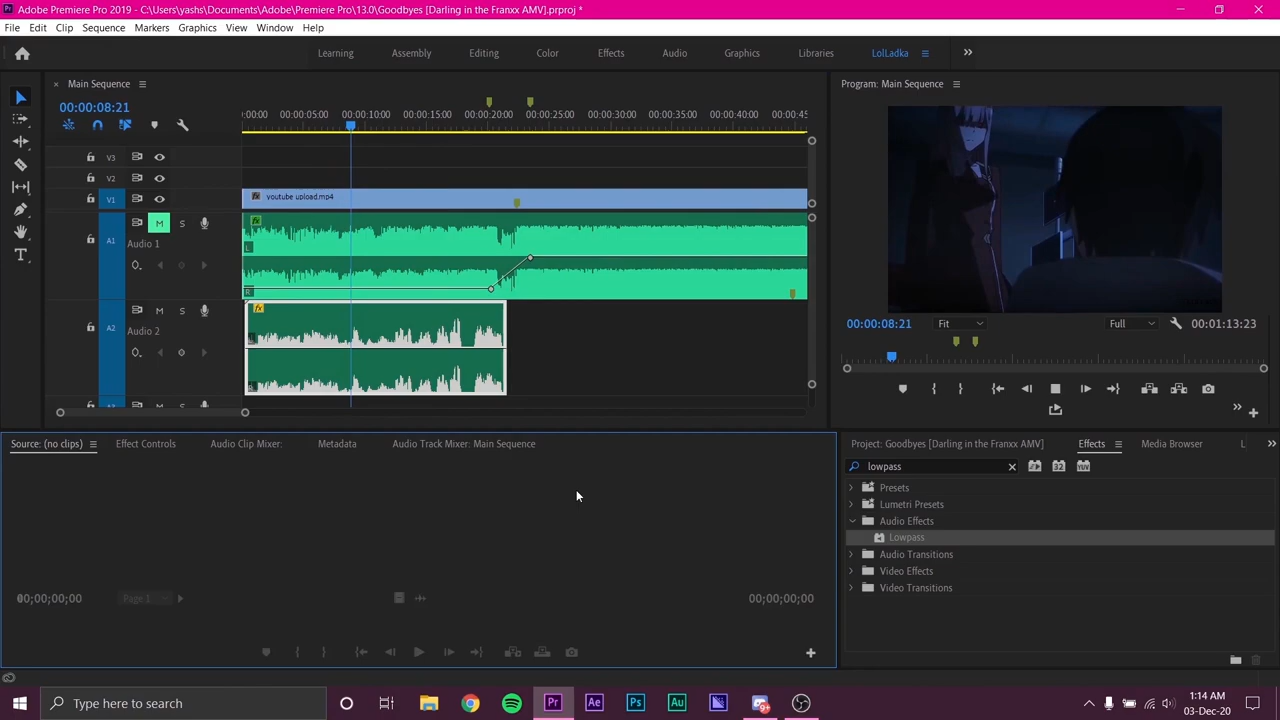 Adobe Premiere Pro 2019 - C:\Users\yashs\Documents\Adobe\Premiere Pro\13.0\Goodbyes [Darling in the Franxx AMV].prproj *
File Edit Clip Sequence Markers Graphics View Window Help
Learning Assembly Editing Color Effects Audio Graphics Libraries LolLadka
Main Sequence
00:00:08:21
:00:00 00:00:05:00 00:00:10:00 00:00:15:00 00:00:20:00 00:00:25:00 00:00:30:00 00:00:35:00 00:00:40:00 00:00:45
V3
V2
V1
youtube upload.mp4
A1
M S
Audio 1
L
R
A2
M S
Audio 2
R
Program: Main Sequence
00:00:08:21
Fit
Full
00:01:13:23
Source: (no clips) Effect Controls Audio Clip Mixer: Metadata Audio Track Mixer: Main Sequence
00;00;00;00
Page 1
00;00;00;00
Project: Goodbyes [Darling in the Franxx AMV] Effects Media Browser L
lowpass
Presets
Lumetri Presets
Audio Effects
Lowpass
Audio Transitions
Video Effects
Video Transitions
Type here to search
Pr Ae Ps Au
1:14 AM
03-Dec-20